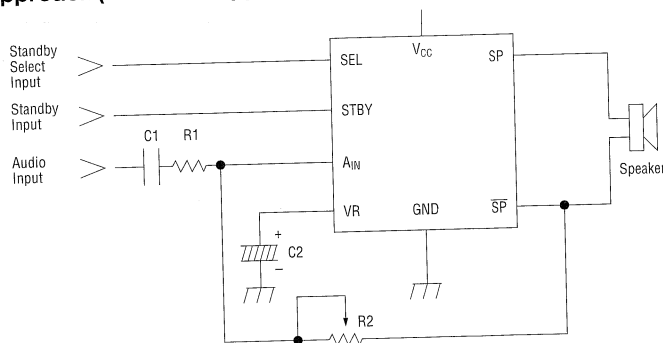 Standby
Select
Input
Standby
Input
Audio
Input
C1
R1
SEL
STBY
AIN
VR
VCC
GND
SP
SP
Speaker
+
C2
−
R2